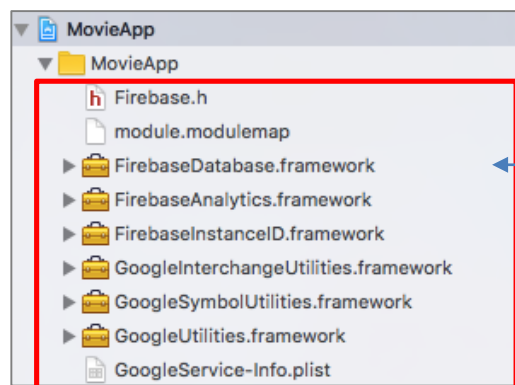 MovieApp
MovieApp
h Firebase.h
module.modulemap
FirebaseDatabase.framework
FirebaseAnalytics.framework
FirebaseInstanceID.framework
GoogleInterchangeUtilities.framework
GoogleSymbolUtilities.framework
GoogleUtilities.framework
GoogleService-Info.plist